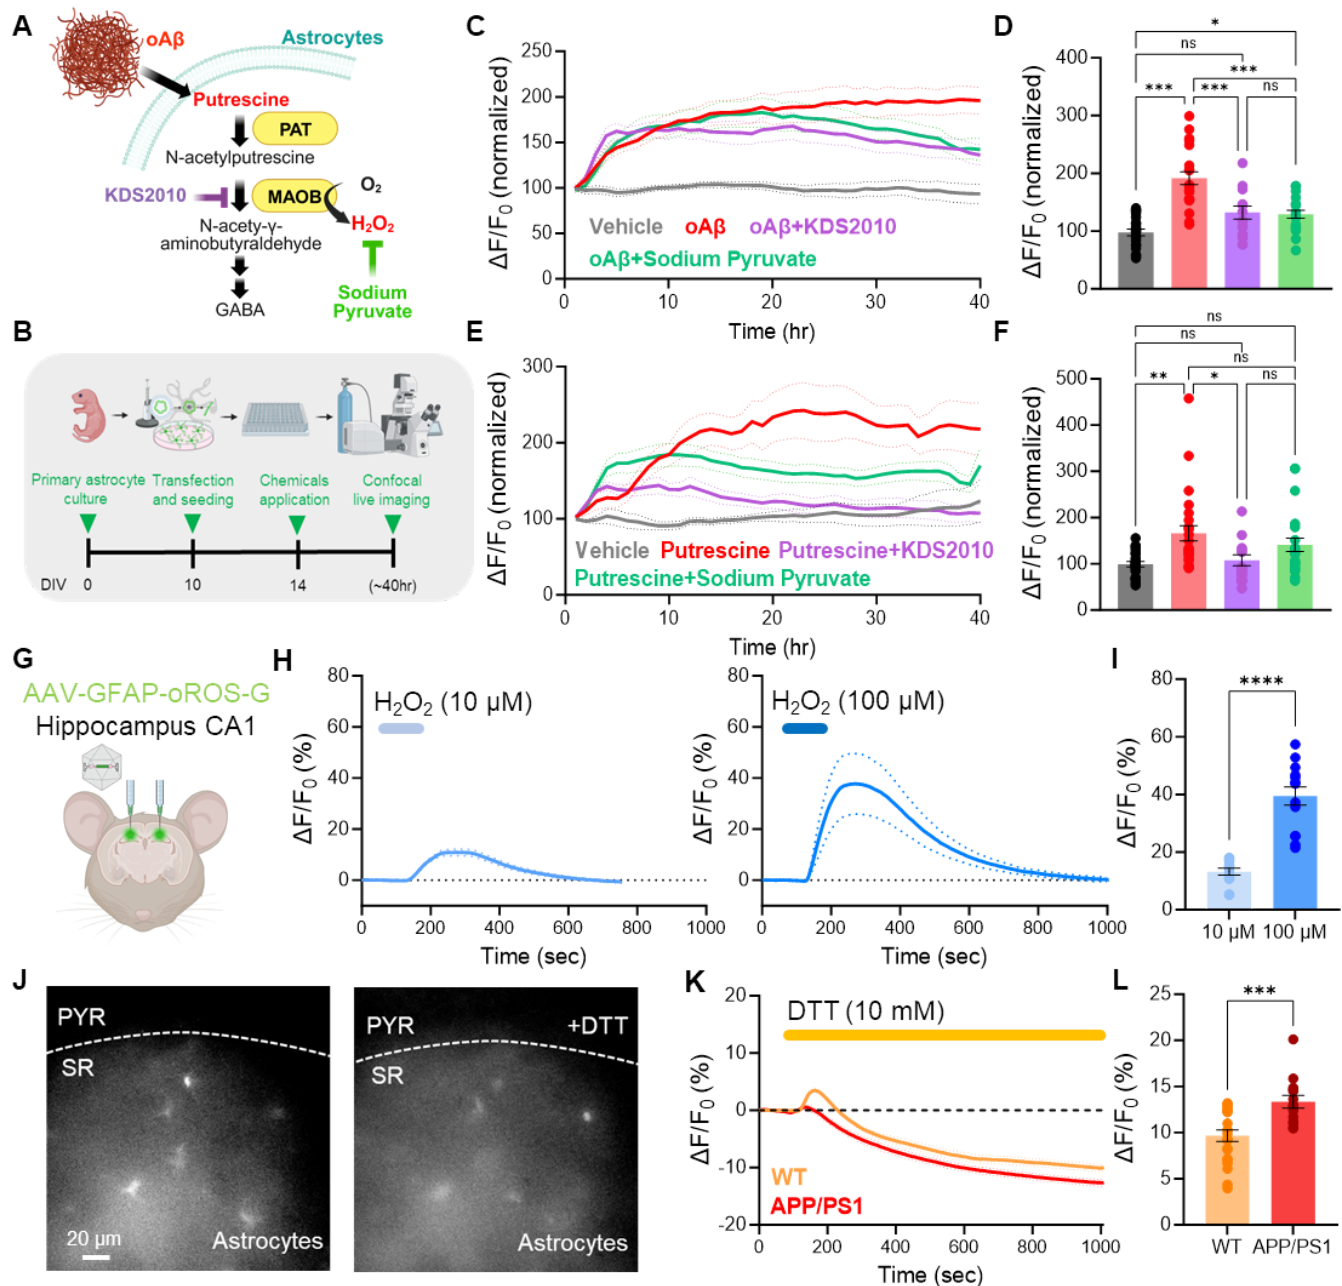 A
oAβ
Astrocytes
Putrescine
PAT
N-acetylputrescine
KDS2010
MAOB
O₂
N-acety-γ-
aminobutyraldehyde
H₂O₂
GABA
Sodium
Pyruvate
B
Primary astrocyte
culture
Transfection
and seeding
Chemicals
application
Confocal
live imaging
DIV 0 10 14 (~40hr)
C
ΔF/F₀ (normalized)
250
200
150
100
50
0
Vehicle oAβ oAβ+KDS2010
oAβ+Sodium Pyruvate
0 10 20 30 40
Time (hr)
D
ΔF/F₀ (normalized)
400
300
200
100
0
*
ns
***
*** *** ns
E
ΔF/F₀ (normalized)
300
200
100
0
Vehicle Putrescine Putrescine+KDS2010
Putrescine+Sodium Pyruvate
0 10 20 30 40
Time (hr)
F
ΔF/F₀ (normalized)
500
400
300
200
100
0
ns
ns
ns
** * ns
G
AAV-GFAP-oROS-G
Hippocampus CA1
H
ΔF/F₀ (%)
80
60
40
20
0
H₂O₂ (10 µM)
0 200 400 600 800 1000
Time (sec)
ΔF/F₀ (%)
80
60
40
20
0
H₂O₂ (100 µM)
0 200 400 600 800 1000
Time (sec)
I
ΔF/F₀ (%)
80
60
40
20
0
****
10 µM 100 µM
J
PYR
SR
20 µm
Astrocytes
PYR
+DTT
SR
Astrocytes
K
ΔF/F₀ (%)
20
10
0
-10
-20
DTT (10 mM)
WT
APP/PS1
0 200 400 600 800 1000
Time (sec)
L
ΔF/F₀ (%)
25
20
15
10
5
0
***
WT APP/PS1